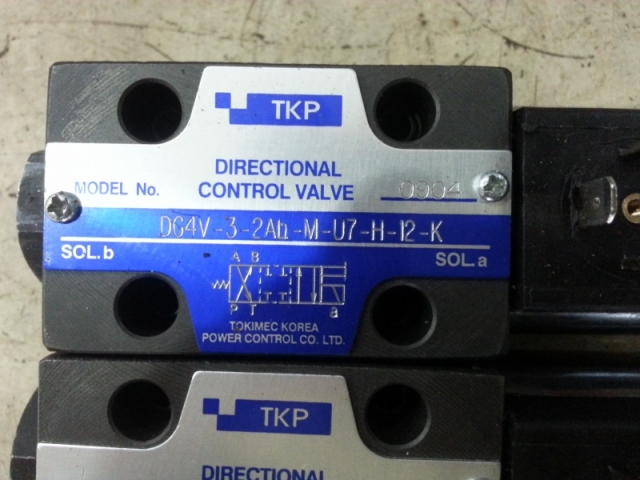 TKP
DIRECTIONAL
MODEL No. CONTROL VALVE 0904
DG4V-3-2AL-M-U7-H-12-K
SOL.b SOL.a
A B
P T a
TOKIMEC KOREA
POWER CONTROL CO. LTD.
TKP
DIRECTIONAL